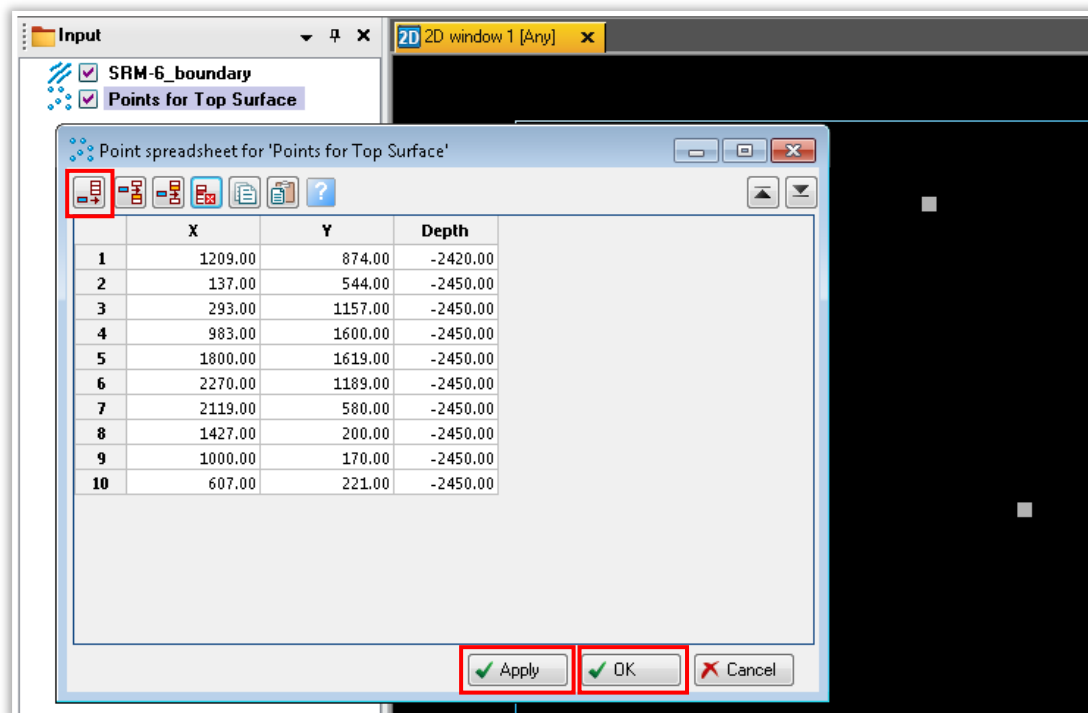 Input
2D 2D window 1 [Any]
SRM-6_boundary
Points for Top Surface
Point spreadsheet for 'Points for Top Surface'
?
X Y Depth
1 1209.00 874.00 -2420.00
2 137.00 544.00 -2450.00
3 293.00 1157.00 -2450.00
4 983.00 1600.00 -2450.00
5 1800.00 1619.00 -2450.00
6 2270.00 1189.00 -2450.00
7 2119.00 580.00 -2450.00
8 1427.00 200.00 -2450.00
9 1000.00 170.00 -2450.00
10 607.00 221.00 -2450.00
Apply OK Cancel